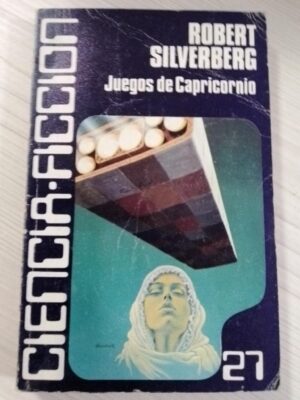 ROBERT
SILVERBERG
Juegos de Capricornio
CIENCIA·FICCION
27